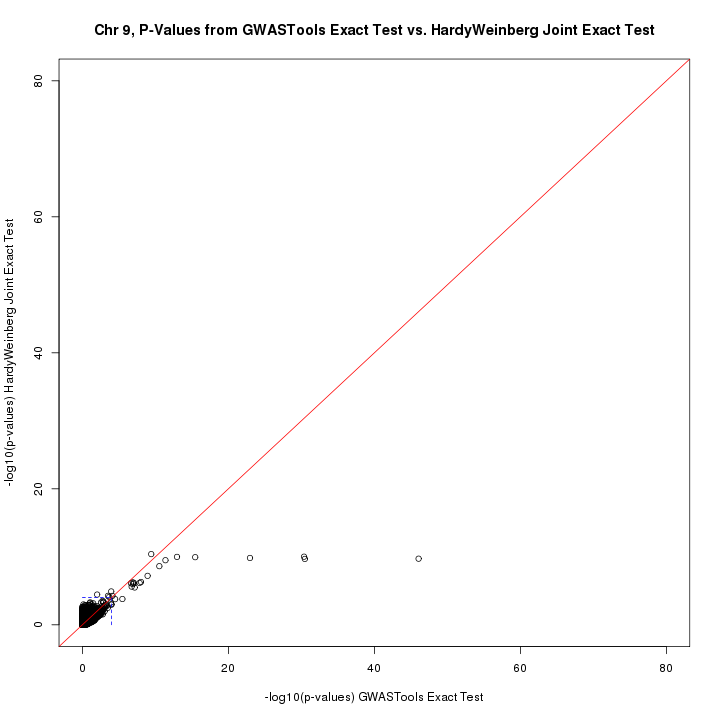 Chr 9, P-Values from GWASTools Exact Test vs. HardyWeinberg Joint Exact Test
-log10(p-values) HardyWeinberg Joint Exact Test
80
60
40
20
0
0 20 40 60 80
-log10(p-values) GWASTools Exact Test